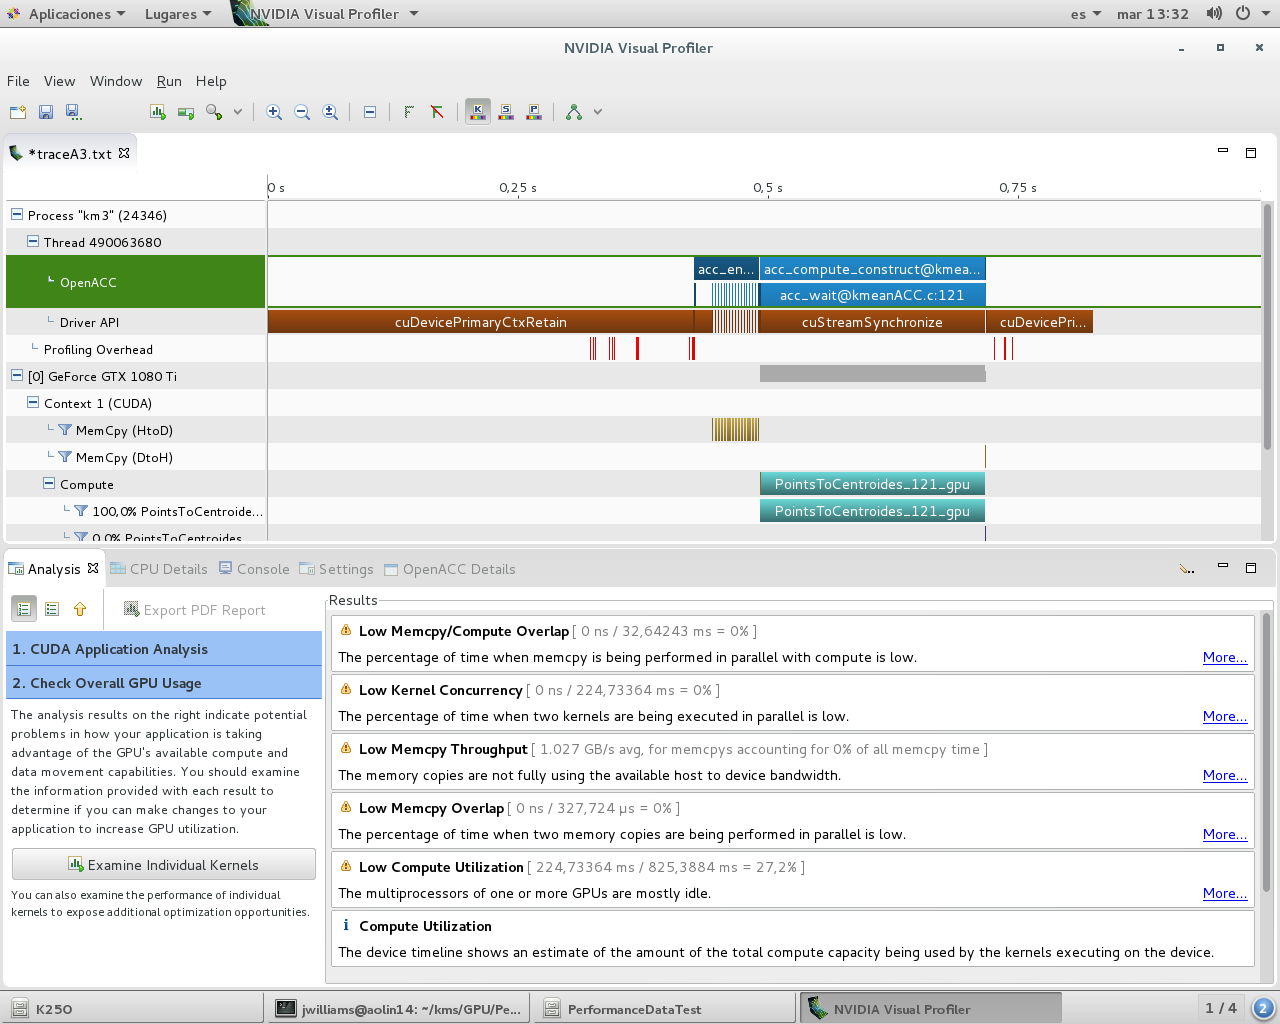 Aplicaciones Lugares NVIDIA Visual Profiler es mar 13:32
NVIDIA Visual Profiler
File View Window Run Help
*traceA3.txt
0 s 0,25 s 0,5 s 0,75 s
Process "km3" (24346)
Thread 490063680
OpenACC
acc_en... acc_compute_construct@kmea...
acc_wait@kmeanACC.c:121
Driver API cuDevicePrimaryCtxRetain cuStreamSynchronize cuDevicePri...
Profiling Overhead
[0] GeForce GTX 1080 Ti
Context 1 (CUDA)
MemCpy (HtoD)
MemCpy (DtoH)
Compute PointsToCentroides_121_gpu
100,0% PointsToCentroide... PointsToCentroides_121_gpu
0,0% PointsToCentroides
Analysis CPU Details Console Settings OpenACC Details
Export PDF Report
1. CUDA Application Analysis
2. Check Overall GPU Usage
The analysis results on the right indicate potential
problems in how your application is taking
advantage of the GPU's available compute and
data movement capabilities. You should examine
the information provided with each result to
determine if you can make changes to your
application to increase GPU utilization.
Examine Individual Kernels
You can also examine the performance of individual
kernels to expose additional optimization opportunities.
Results
Low Memcpy/Compute Overlap [ 0 ns / 32,64243 ms = 0% ]
The percentage of time when memcpy is being performed in parallel with compute is low. More...
Low Kernel Concurrency [ 0 ns / 224,73364 ms = 0% ]
The percentage of time when two kernels are being executed in parallel is low. More...
Low Memcpy Throughput [ 1.027 GB/s avg, for memcpys accounting for 0% of all memcpy time ]
The memory copies are not fully using the available host to device bandwidth. More...
Low Memcpy Overlap [ 0 ns / 327,724 µs = 0% ]
The percentage of time when two memory copies are being performed in parallel is low. More...
Low Compute Utilization [ 224,73364 ms / 825,3884 ms = 27,2% ]
The multiprocessors of one or more GPUs are mostly idle. More...
Compute Utilization
The device timeline shows an estimate of the amount of the total compute capacity being used by the kernels executing on the device.
K250 jwilliams@aolin14: ~/kms/GPU/Pe... PerformanceDataTest NVIDIA Visual Profiler 1 / 4 2